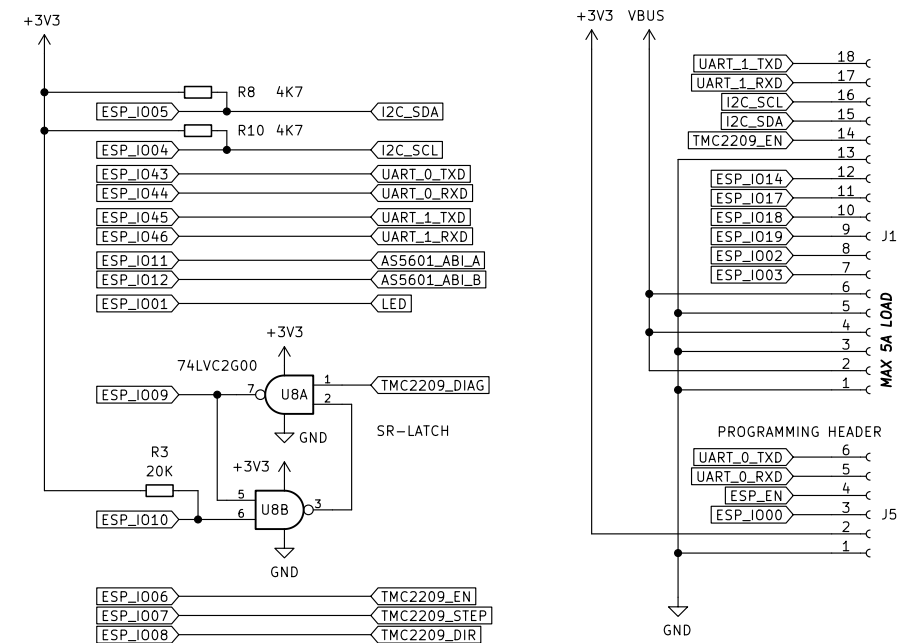 +3V3
R8 4K7
ESP_IO05 I2C_SDA
R10 4K7
ESP_IO04 I2C_SCL
ESP_IO43 UART_0_TXD
ESP_IO44 UART_0_RXD
ESP_IO45 UART_1_TXD
ESP_IO46 UART_1_RXD
ESP_IO11 AS5601_ABI_A
ESP_IO12 AS5601_ABI_B
ESP_IO01 LED
+3V3
74LVC2G00
ESP_IO09 7 U8A 1 TMC2209_DIAG
2
GND SR-LATCH
R3
20K
+3V3
5
U8B 3
ESP_IO10 6
GND
ESP_IO06 TMC2209_EN
ESP_IO07 TMC2209_STEP
ESP_IO08 TMC2209_DIR
+3V3 VBUS
UART_1_TXD 18
UART_1_RXD 17
I2C_SCL 16
I2C_SDA 15
TMC2209_EN 14
13
ESP_IO14 12
ESP_IO17 11
ESP_IO18 10
ESP_IO19 9 J1
ESP_IO02 8
ESP_IO03 7
6
5
4
3
2
1
MAX 5A LOAD
PROGRAMMING HEADER
UART_0_TXD 6
UART_0_RXD 5
ESP_EN 4
ESP_IO00 3 J5
2
1
GND